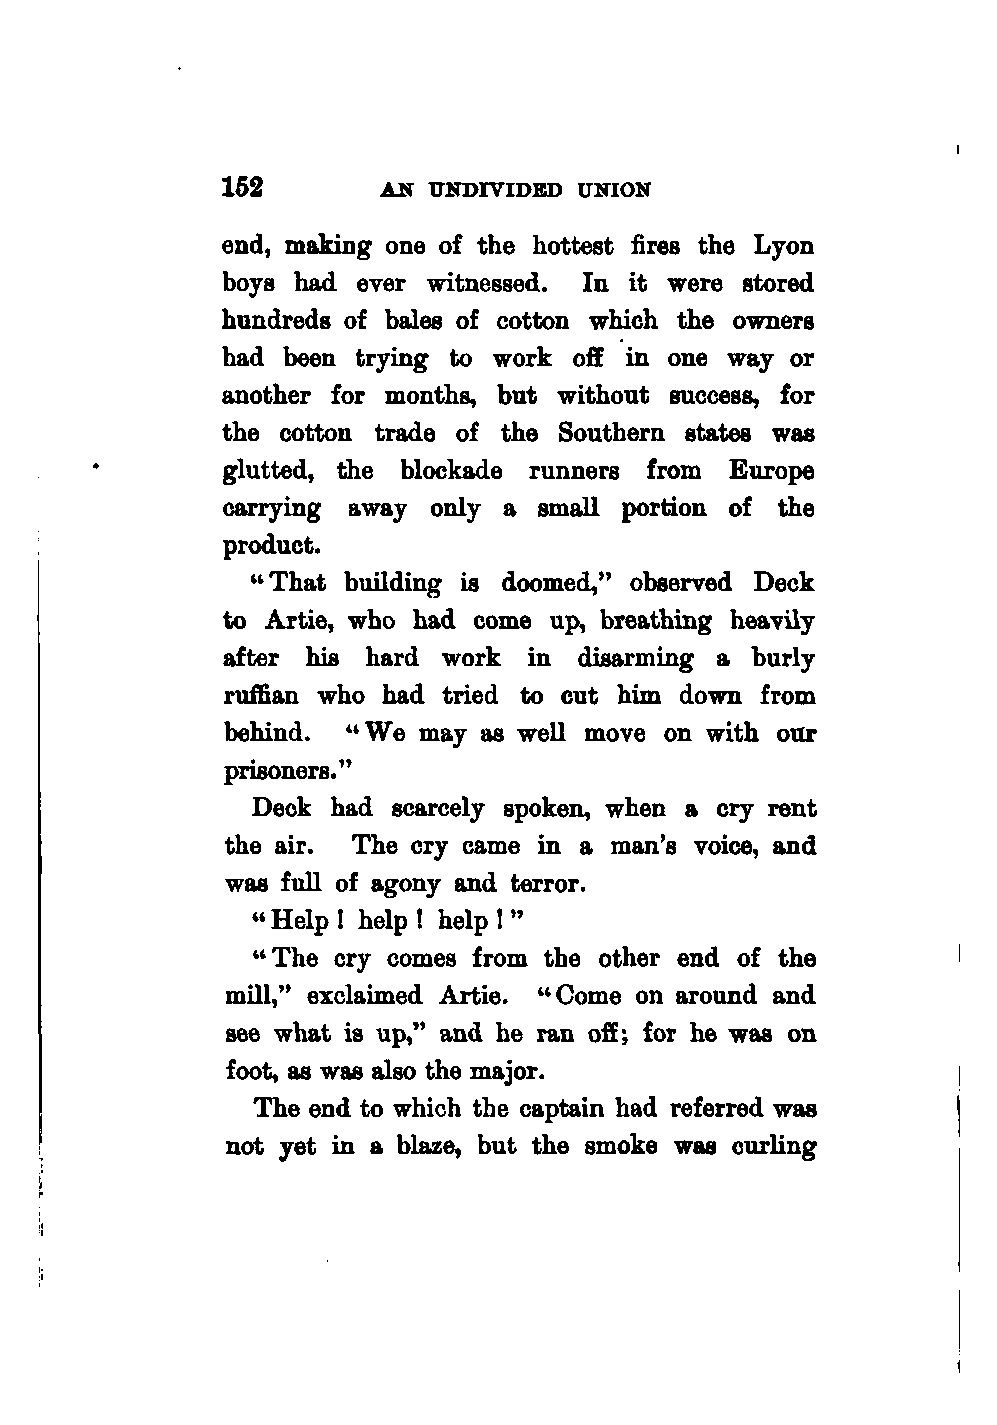 152 AN UNDIVIDED UNION
end, making one of the hottest fires the Lyon
boys had ever witnessed. In it were stored
hundreds of bales of cotton which the owners
had been trying to work off in one way or
another for months, but without success, for
the cotton trade of the Southern states was
glutted, the blockade runners from Europe
carrying away only a small portion of the
product.
“That building is doomed,” observed Deck
to Artie, who had come up, breathing heavily
after his hard work in disarming a burly
ruffian who had tried to cut him down from
behind. “We may as well move on with our
prisoners.”
Deck had scarcely spoken, when a cry rent
the air. The cry came in a man’s voice, and
was full of agony and terror.
“Help! help! help!”
“The cry comes from the other end of the
mill,” exclaimed Artie. “Come on around and
see what is up,” and he ran off; for he was on
foot, as was also the major.
The end to which the captain had referred was
not yet in a blaze, but the smoke was curling